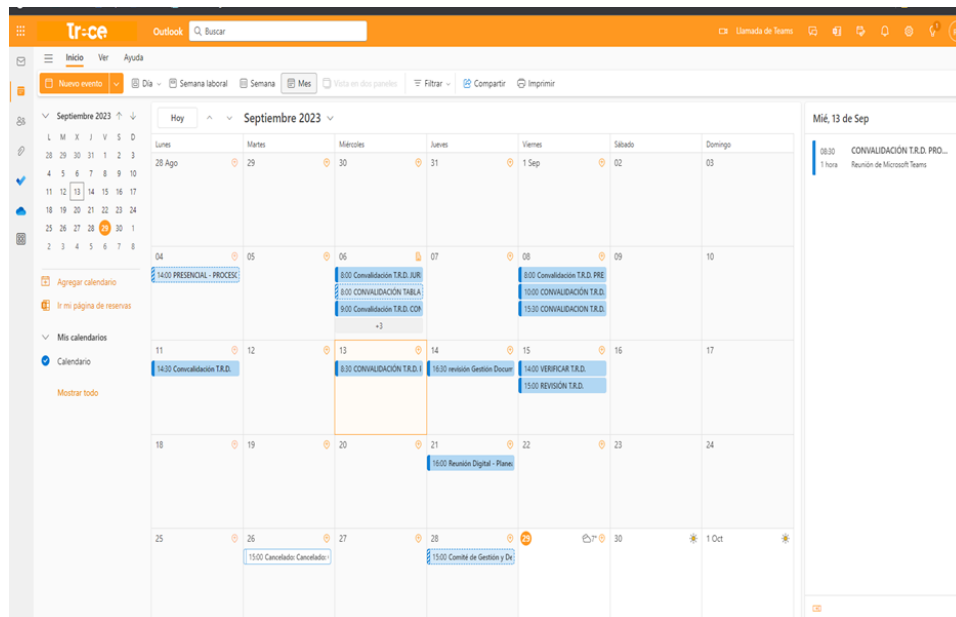 Trece Outlook Buscar Llamada de Teams
Inicio Ver Ayuda
Nuevo evento Día Semana laboral Semana Mes Vista en dos paneles Filtrar Compartir Imprimir
Septiembre 2023
L M X J V S D
28 29 30 31 1 2 3
4 5 6 7 8 9 10
11 12 13 14 15 16 17
18 19 20 21 22 23 24
25 26 27 28 29 30 1
2 3 4 5 6 7 8
Agregar calendario
Ir mi página de reservas
Mis calendarios
Calendario
Mostrar todo
Hoy Septiembre 2023
Lunes Martes Miércoles Jueves Viernes Sábado Domingo
28 Ago 29 30 31 1 Sep 02 03
04 05 06 07 08 09 10
14:00 PRESENCIAL - PROCESC 8:00 Convalidación T.R.D. JUR 8:00 Convalidación T.R.D. PRE
8:00 CONVALIDACIÓN TABLA 10:00 CONVALIDACIÓN T.R.D.
9:00 Convalidación T.R.D. CON 15:30 CONVALIDACION T.R.D.
+3
11 12 13 14 15 16 17
14:30 Convcalidación T.R.D. 8:30 CONVALIDACIÓN T.R.D. 16:30 revisión Gestión Docum 14:00 VERIFICAR T.R.D.
15:00 REVISIÓN T.R.D.
18 19 20 21 22 23 24
16:00 Reunión Digital - Planea
25 26 27 28 29 7° 30 1 Oct
15:00 Cancelado: Cancelado: 15:00 Comité de Gestión y De
Mié, 13 de Sep
08:30 CONVALIDACIÓN T.R.D. PRO...
1 hora Reunión de Microsoft Teams